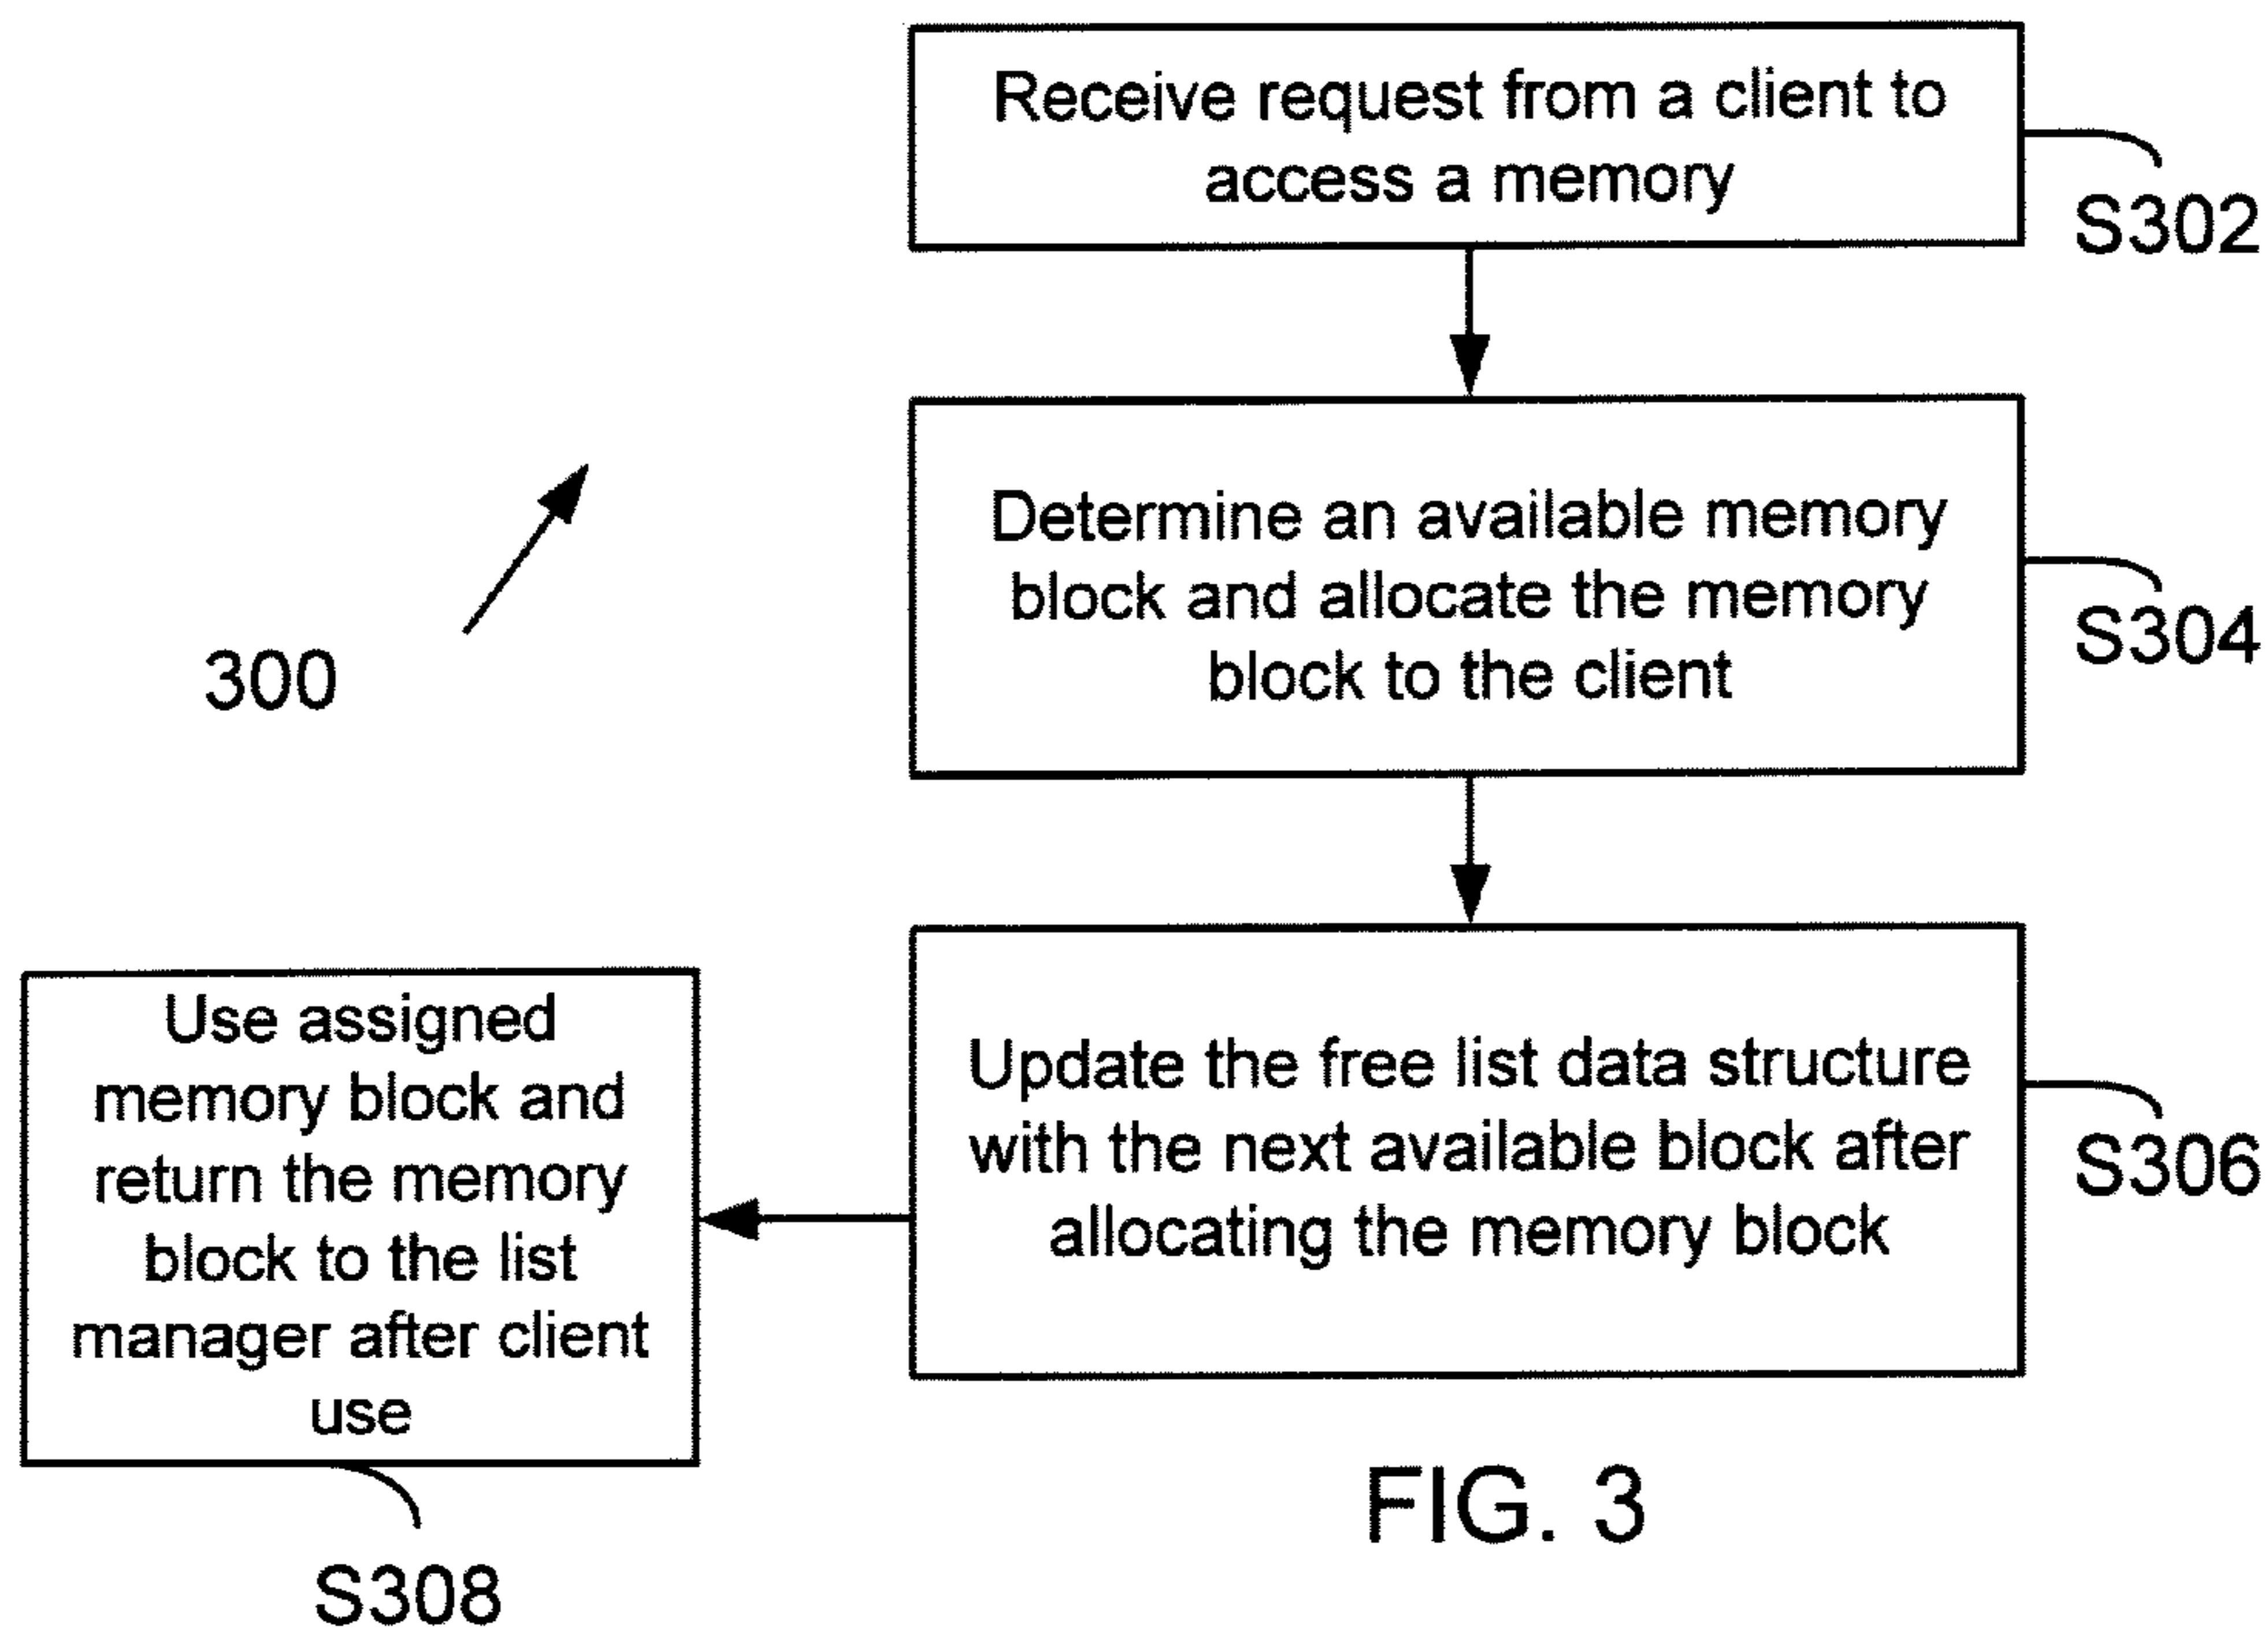 Receive request from a client to
access a memory
S302
Determine an available memory
block and allocate the memory
block to the client
S304
300
Update the free list data structure
with the next available block after
allocating the memory block
S306
Use assigned
memory block and
return the memory
block to the list
manager after client
use
S308
FIG. 3